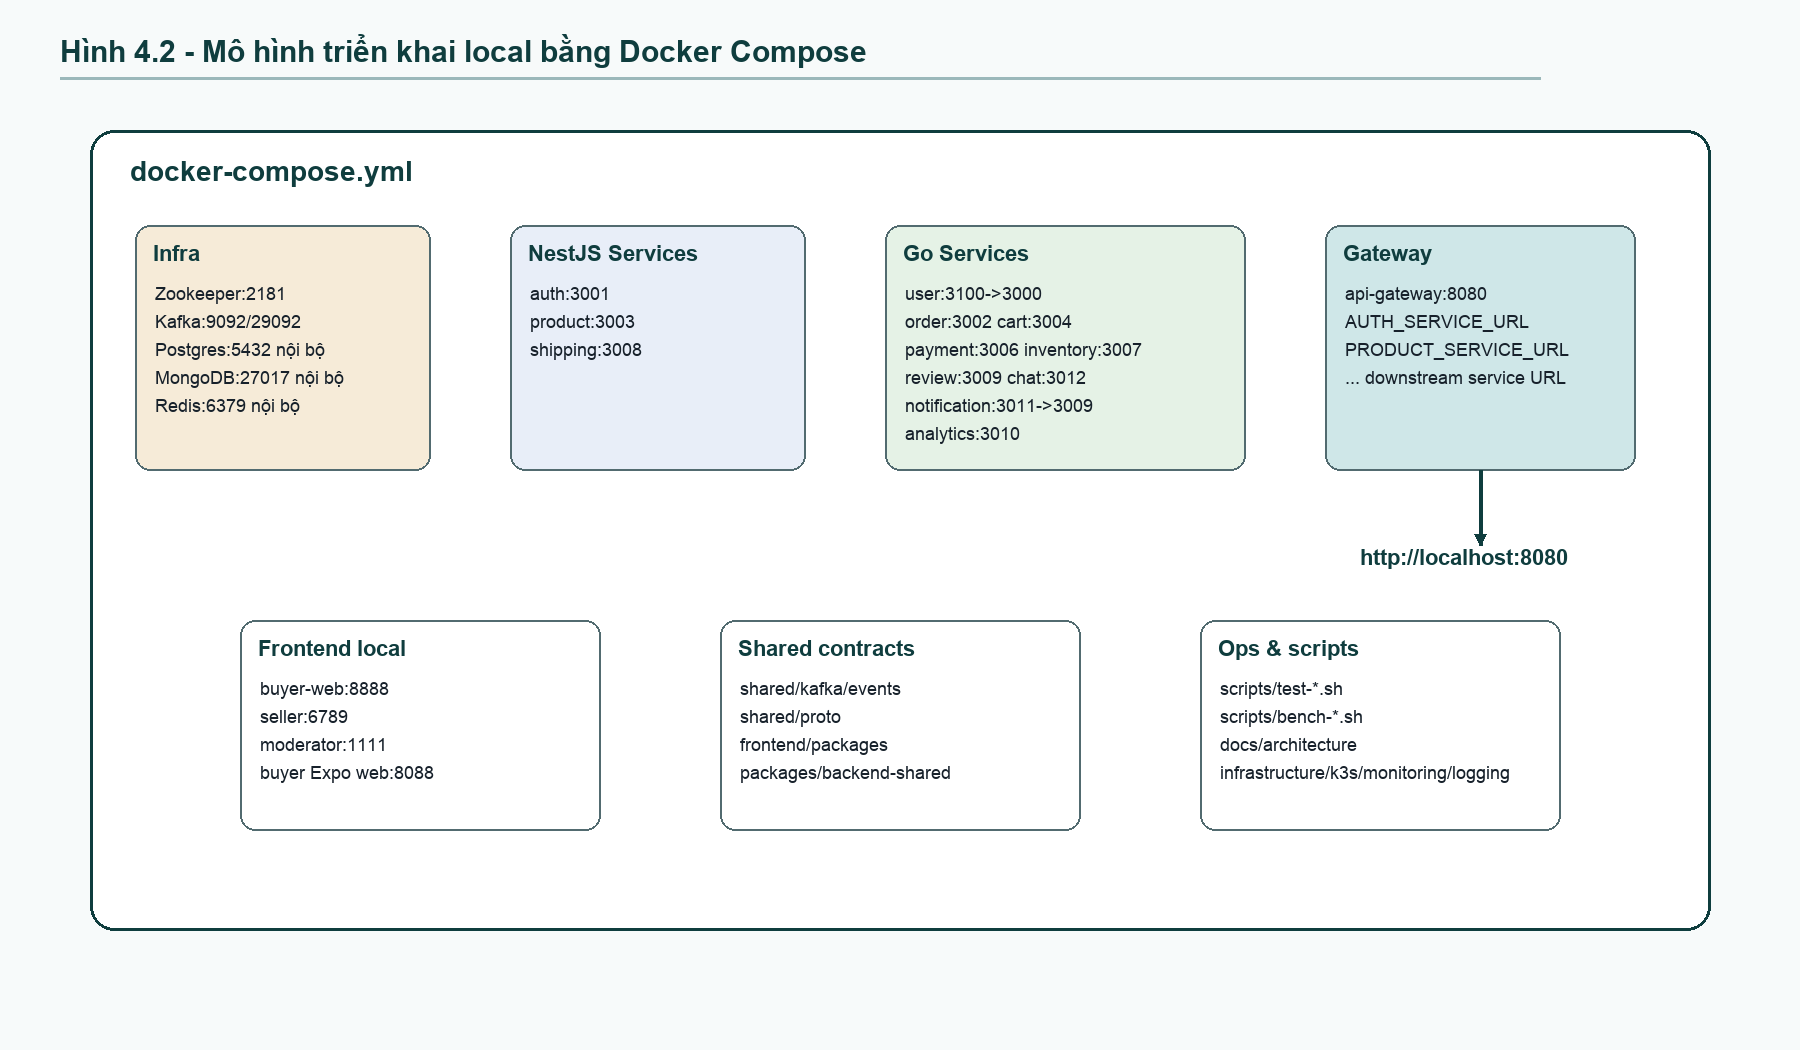 Hình 4.2 - Mô hình triển khai local bằng Docker Compose
docker-compose.yml
Infra
Zookeeper:2181
Kafka:9092/29092
Postgres:5432 nội bộ
MongoDB:27017 nội bộ
Redis:6379 nội bộ
NestJS Services
auth:3001
product:3003
shipping:3008
Go Services
user:3100->3000
order:3002 cart:3004
payment:3006 inventory:3007
review:3009 chat:3012
notification:3011->3009
analytics:3010
Gateway
api-gateway:8080
AUTH_SERVICE_URL
PRODUCT_SERVICE_URL
... downstream service URL
http://localhost:8080
Frontend local
buyer-web:8888
seller:6789
moderator:1111
buyer Expo web:8088
Shared contracts
shared/kafka/events
shared/proto
frontend/packages
packages/backend-shared
Ops & scripts
scripts/test-*.sh
scripts/bench-*.sh
docs/architecture
infrastructure/k3s/monitoring/logging